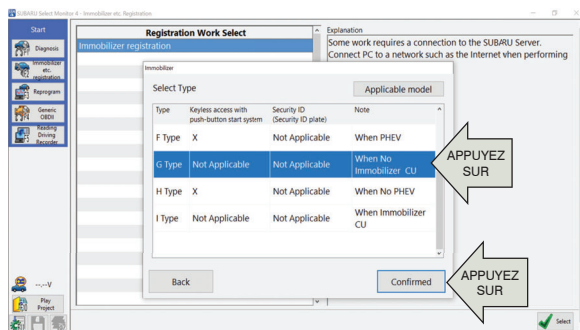 SUBARU Select Monitor 4 - Immobilizer etc. Registration
Start
Diagnosis
Immobilizer
etc.
registration
Reprogram
Generic
OBDII
Reading
Driving
Recorder
--.--V
Play
Project
Registration Work Select
Immobilizer registration
Explanation
Some work requires a connection to the SUBARU Server.
Connect PC to a network such as the Internet when performing
Immobilizer
Select Type
Applicable model
Type
Keyless access with
push-button start system
Security ID
(Security ID plate)
Note
F Type X Not Applicable When PHEV
G Type Not Applicable Not Applicable When No
Immobilizer CU
H Type X Not Applicable When No PHEV
I Type Not Applicable Not Applicable When Immobilizer
CU
Back
Confirmed
APPUYEZ
SUR
APPUYEZ
SUR
Select